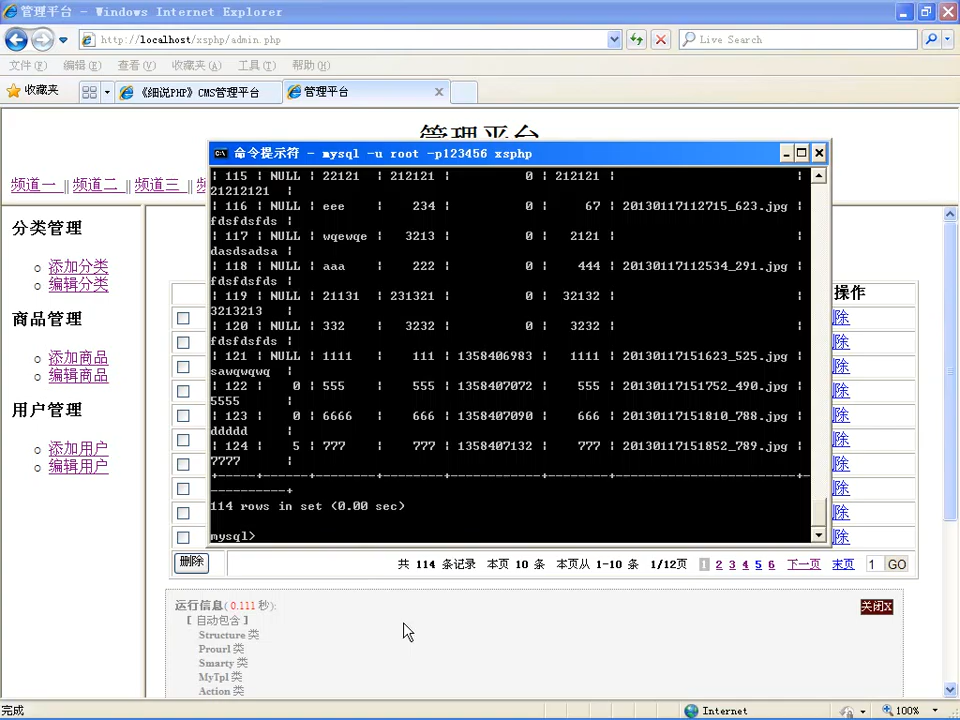 管理平台 - Windows Internet Explorer
http://localhost/xsphp/admin.php
Live Search
文件(F) 编辑(E) 查看(V) 收藏夹(A) 工具(T) 帮助(H)
收藏夹 《细说PHP》CMS管理平台 管理平台
管理平台
频道一 || 频道二 || 频道三 ||
命令提示符 - mysql -u root -p123456 xsphp
| 115 | NULL | 22121 | 212121 | 0 | 212121 | |
21212121 |
| 116 | NULL | eee | 234 | 0 | 67 | 20130117112715_623.jpg |
fdsfdsfds |
| 117 | NULL | wqewqe | 3213 | 0 | 2121 | |
dasdsadsa |
| 118 | NULL | aaa | 222 | 0 | 444 | 20130117112534_291.jpg |
fdsfdsfds |
| 119 | NULL | 21131 | 231321 | 0 | 32132 | |
3213213 |
| 120 | NULL | 332 | 3232 | 0 | 3232 | |
fdsfdsfds |
| 121 | NULL | 1111 | 111 | 1358406983 | 1111 | 20130117151623_525.jpg |
sawqwqwq |
| 122 | 0 | 555 | 555 | 1358407072 | 555 | 20130117151752_490.jpg |
5555 |
| 123 | 0 | 6666 | 666 | 1358407090 | 666 | 20130117151810_788.jpg |
ddddd |
| 124 | 5 | 777 | 777 | 1358407132 | 777 | 20130117151852_789.jpg |
7777 |
+-----+------+--------+--------+------------+--------+------------------------+-
----------+
114 rows in set (0.00 sec)
mysql>
分类管理
添加分类
编辑分类
商品管理
添加商品
编辑商品
用户管理
添加用户
编辑用户
操作
除
除
除
除
除
除
除
除
除
除
删除 共 114 条记录 本页 10 条 本页从 1-10 条 1/12页 1 2 3 4 5 6 下一页 末页 1 GO
运行信息( 0.111 秒): 关闭X
[ 自动包含 ]
Structure 类
Prourl 类
Smarty 类
MyTpl 类
Action 类
完成 Internet 100%